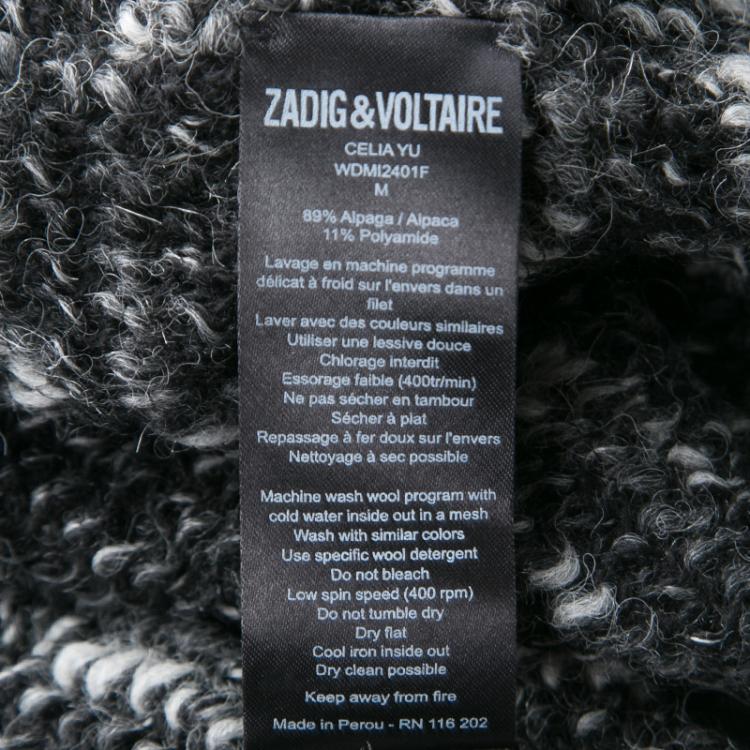 ZADIG&VOLTAIRE
CELIA YU
WDMI2401F
M
89% Alpaga / Alpaca
11% Polyamide
Lavage en machine programme
délicat à froid sur l'envers dans un
filet
Laver avec des couleurs similaires
Utiliser une lessive douce
Chlorage interdit
Essorage faible (400tr/min)
Ne pas sécher en tambour
Sécher à plat
Repassage à fer doux sur l'envers
Nettoyage à sec possible
Machine wash wool program with
cold water inside out in a mesh
Wash with similar colors
Use specific wool detergent
Do not bleach
Low spin speed (400 rpm)
Do not tumble dry
Dry flat
Cool iron inside out
Dry clean possible
Keep away from fire
Made in Perou - RN 116 202